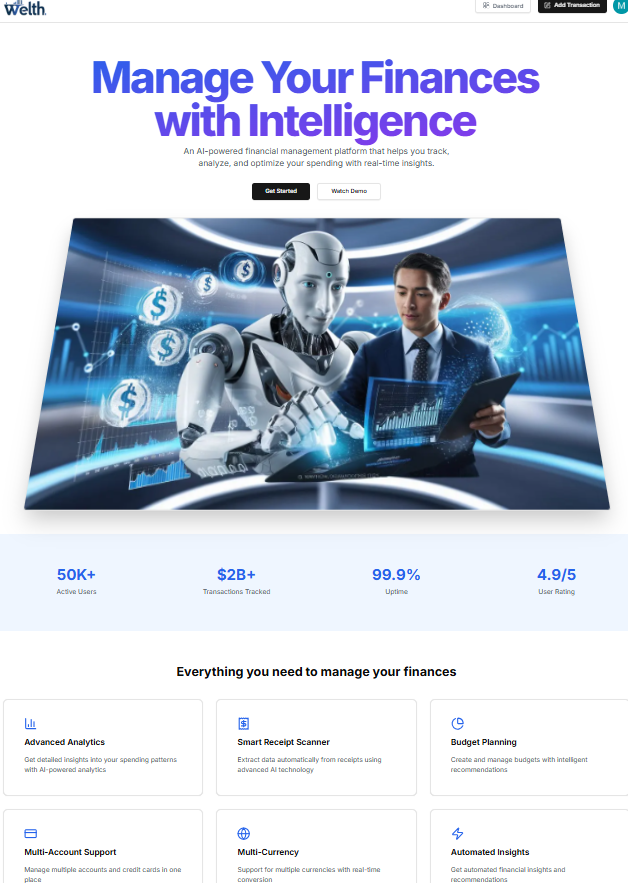 Welth
Dashboard
Add Transaction
M
Manage Your Finances
with Intelligence
An AI-powered financial management platform that helps you track,
analyze, and optimize your spending with real-time insights.
Get Started
Watch Demo
$
$
$
$
$
50K+
Active Users
$2B+
Transactions Tracked
99.9%
Uptime
4.9/5
User Rating
Everything you need to manage your finances
Advanced Analytics
Get detailed insights into your spending patterns
with AI-powered analytics
Smart Receipt Scanner
Extract data automatically from receipts using
advanced AI technology
Budget Planning
Create and manage budgets with intelligent
recommendations
Multi-Account Support
Manage multiple accounts and credit cards in one
place
Multi-Currency
Support for multiple currencies with real-time
conversion
Automated Insights
Get automated financial insights and
recommendations